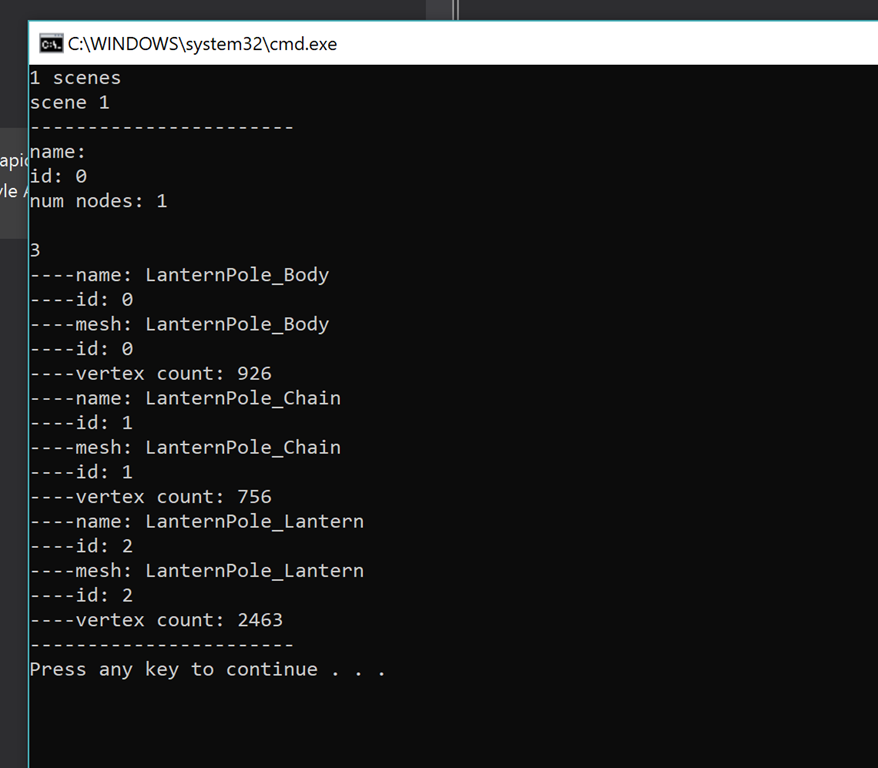 C:\WINDOWS\system32\cmd.exe
1 scenes
scene 1
-----------------------
name:
id: 0
num nodes: 1
3
----name: LanternPole_Body
----id: 0
----mesh: LanternPole_Body
----id: 0
----vertex count: 926
----name: LanternPole_Chain
----id: 1
----mesh: LanternPole_Chain
----id: 1
----vertex count: 756
----name: LanternPole_Lantern
----id: 2
----mesh: LanternPole_Lantern
----id: 2
----vertex count: 2463
-----------------------
Press any key to continue . . .